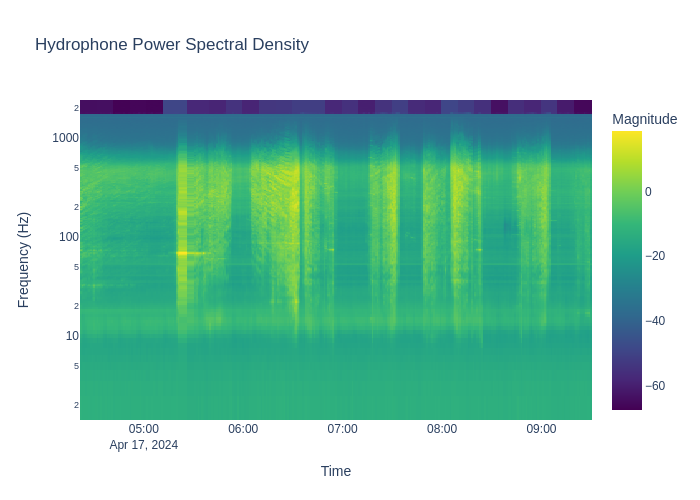 Hydrophone Power Spectral Density
Magnitude
2
1000
5
2
100
5
2
10
5
2
0
−20
−40
−60
Frequency (Hz)
05:00 06:00 07:00 08:00 09:00
Apr 17, 2024
Time